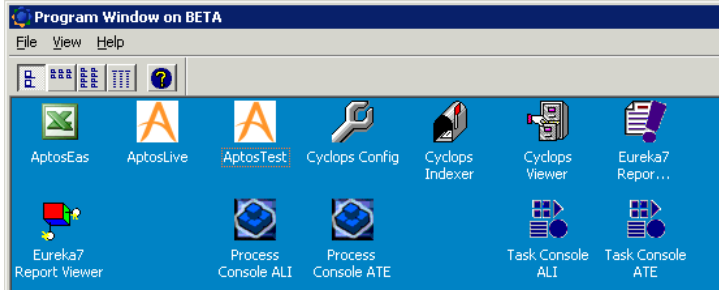 Program Window on BETA
File View Help
AptosEas AptosLive AptosTest Cyclops Config Cyclops Cyclops Eureka7
Indexer Viewer Repor...
Eureka7 Process Process Task Console Task Console
Report Viewer Console ALI Console ATE ALI ATE